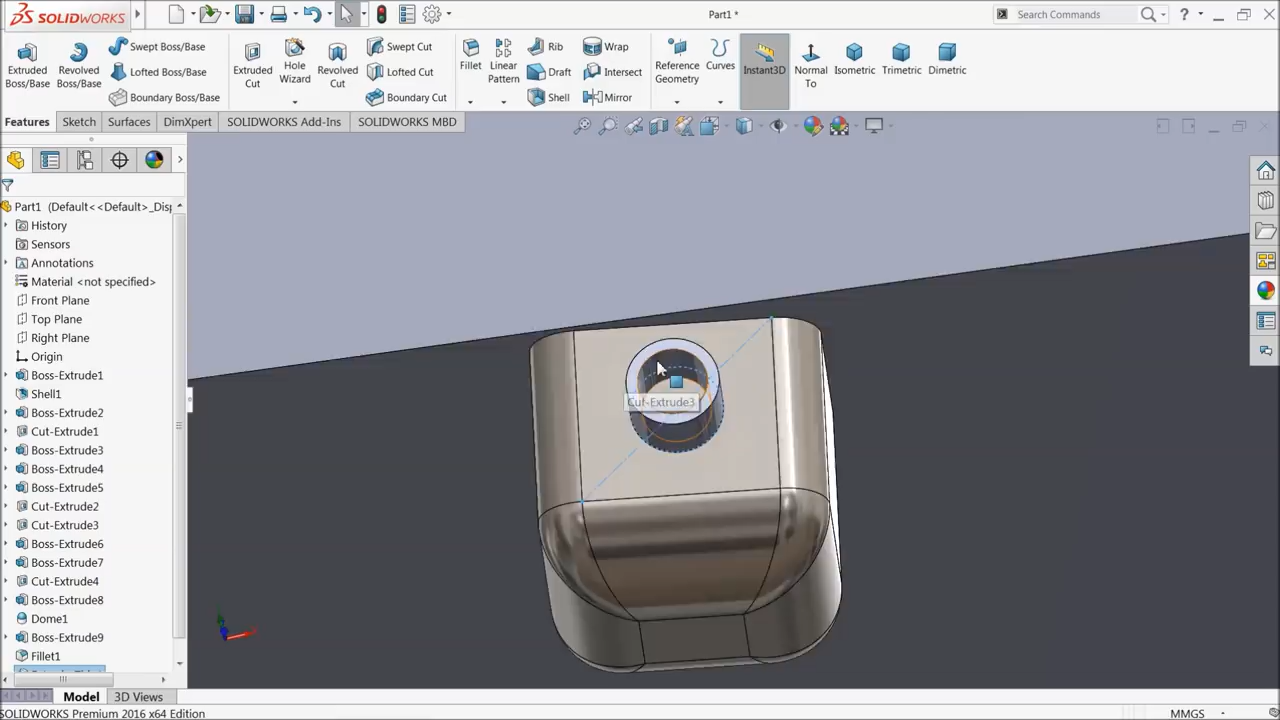 SOLIDWORKS
Part1 *
Search Commands
?
Extruded Boss/Base
Revolved Boss/Base
Swept Boss/Base
Lofted Boss/Base
Boundary Boss/Base
Extruded Cut
Hole Wizard
Revolved Cut
Swept Cut
Lofted Cut
Boundary Cut
Fillet
Linear Pattern
Rib
Draft
Shell
Wrap
Intersect
Mirror
Reference Geometry
Curves
Instant3D
Normal To
Isometric
Trimetric
Dimetric
Features
Sketch
Surfaces
DimXpert
SOLIDWORKS Add-Ins
SOLIDWORKS MBD
Part1 (Default<<Default>_Disp
History
Sensors
Annotations
Material <not specified>
Front Plane
Top Plane
Right Plane
Origin
Boss-Extrude1
Shell1
Boss-Extrude2
Cut-Extrude1
Boss-Extrude3
Boss-Extrude4
Boss-Extrude5
Cut-Extrude2
Cut-Extrude3
Boss-Extrude6
Boss-Extrude7
Cut-Extrude4
Boss-Extrude8
Dome1
Boss-Extrude9
Fillet1
Cut-Extrude3
Model
3D Views
SOLIDWORKS Premium 2016 x64 Edition
MMGS